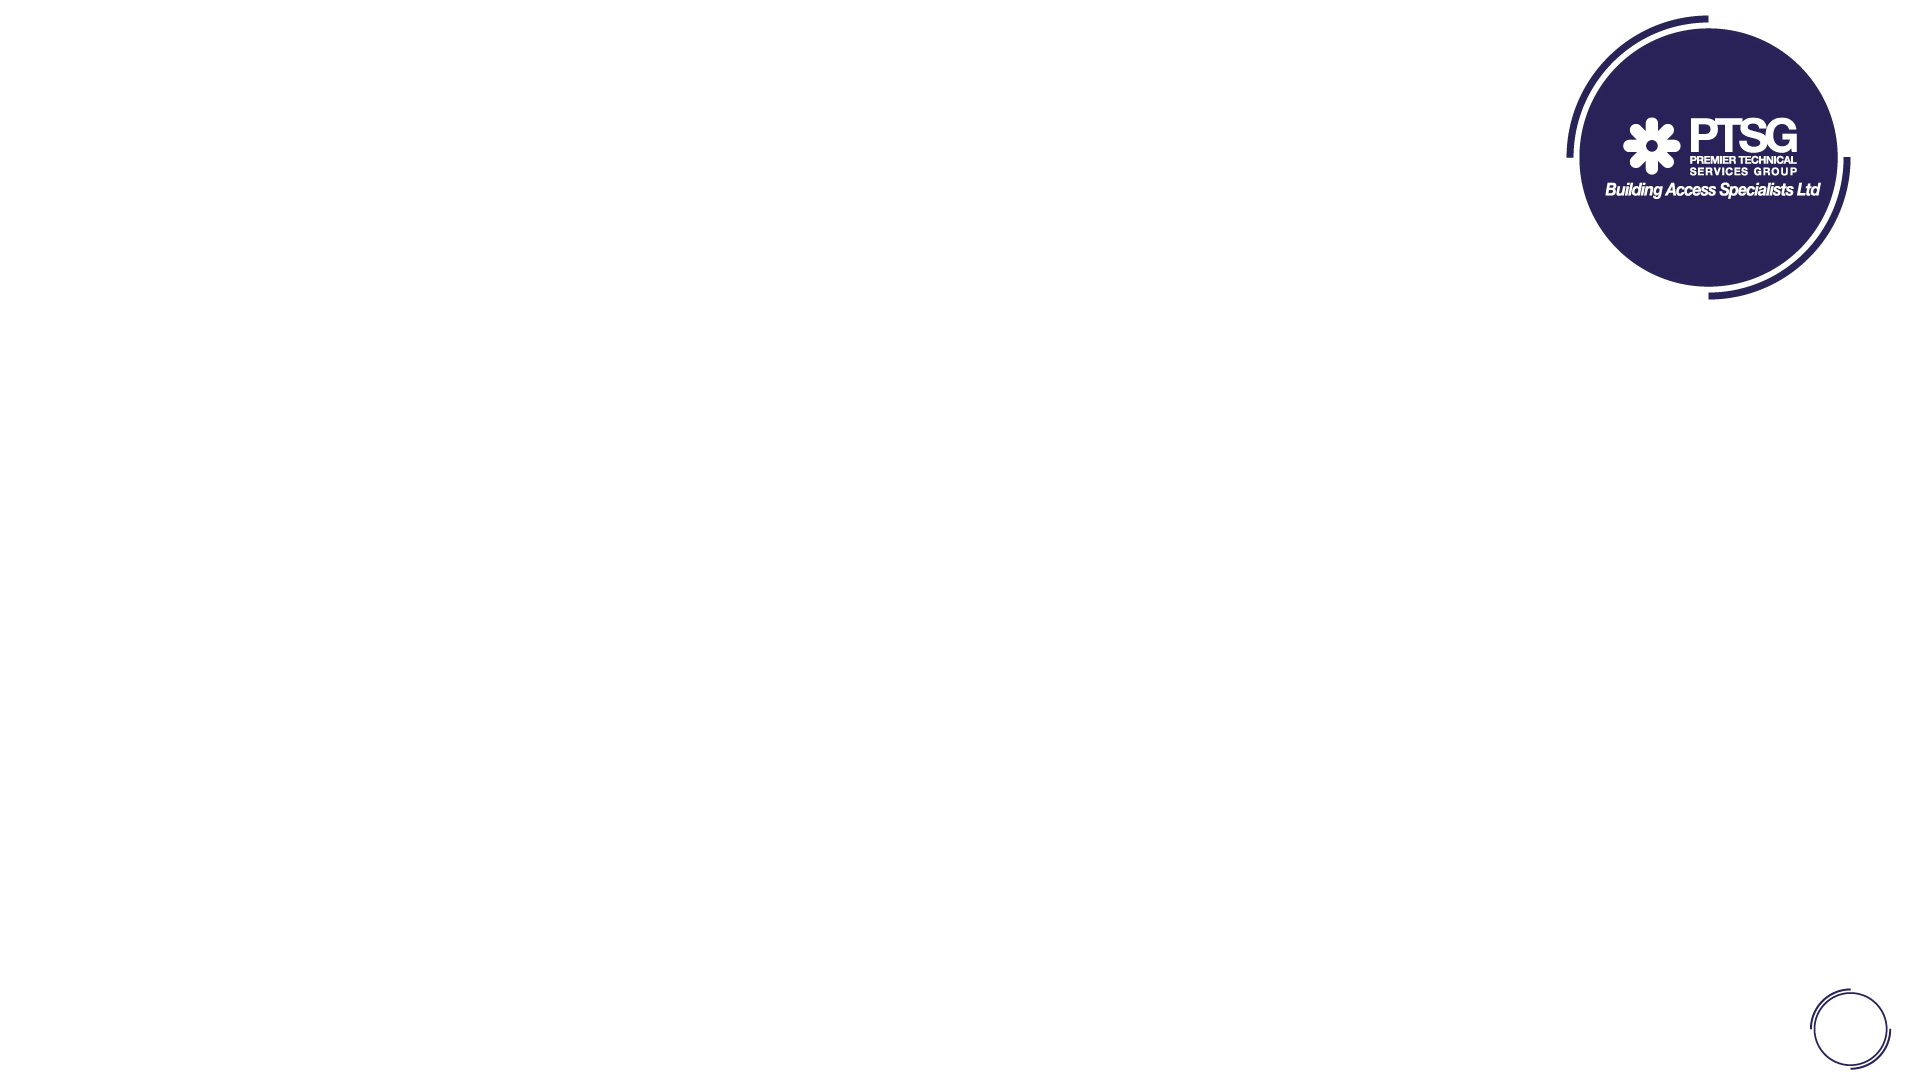 PTSG
PREMIER TECHNICAL
SERVICES GROUP
Building Access Specialists Ltd